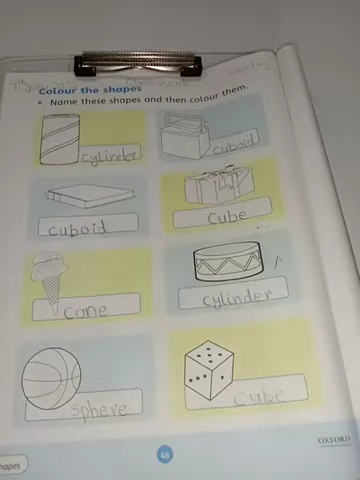 Colour the shapes
• Name these shapes and then colour them.
cylinder
cuboid
cuboid
cube
cone
cylinder
sphere
cube
46
OXFORD
hapes